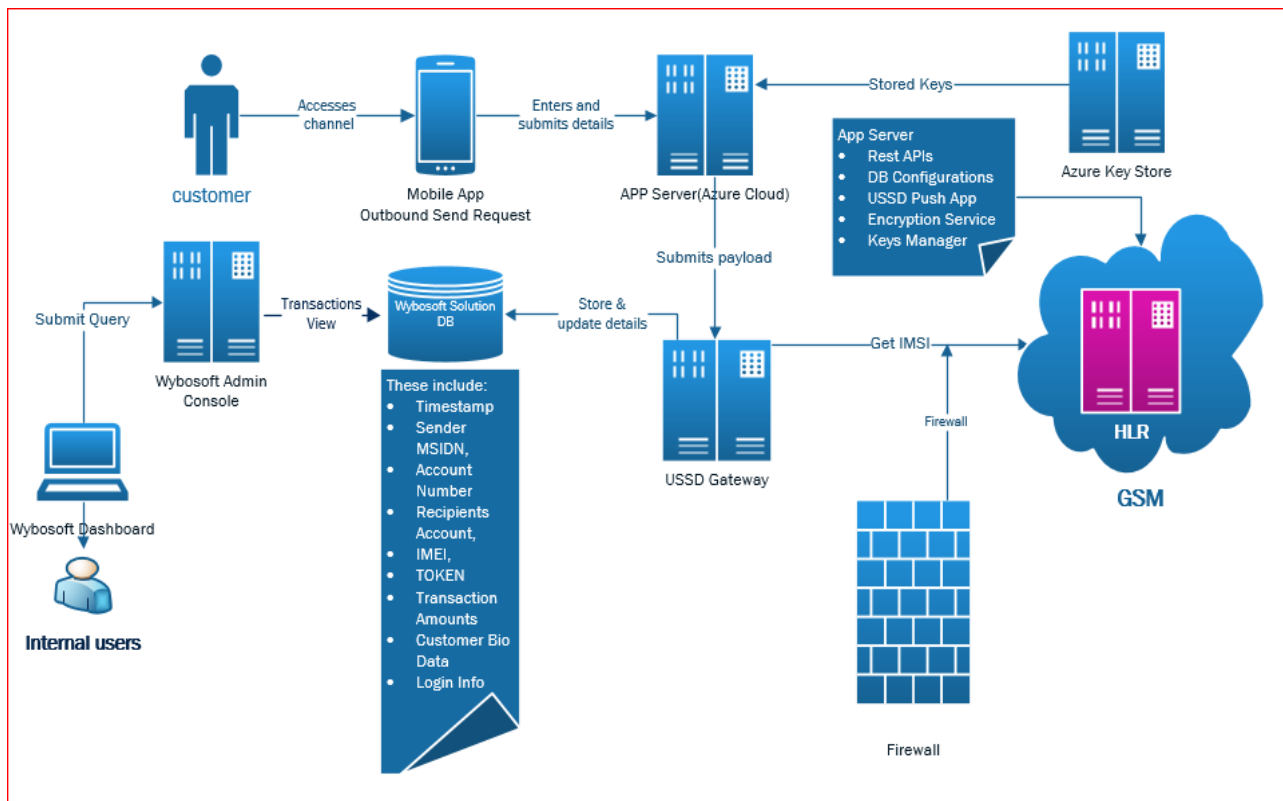 Accesses
channel
Enters and
submits details
Stored Keys
customer
Mobile App
Outbound Send Request
APP Server(Azure Cloud)
Azure Key Store
App Server
• Rest APIs
• DB Configurations
• USSD Push App
• Encryption Service
• Keys Manager
Submits payload
Submit Query
Transactions
View
Wybosoft Solution
DB
Store &
update details
Get IMSI
Wybosoft Admin
Console
These include:
• Timestamp
• Sender
MSIDN,
• Account
Number
• Recipients
Account,
• IMEI,
• TOKEN
• Transaction
Amounts
• Customer Bio
Data
• Login Info
USSD Gateway
Firewall
HLR
GSM
Wybosoft Dashboard
Internal users
Firewall